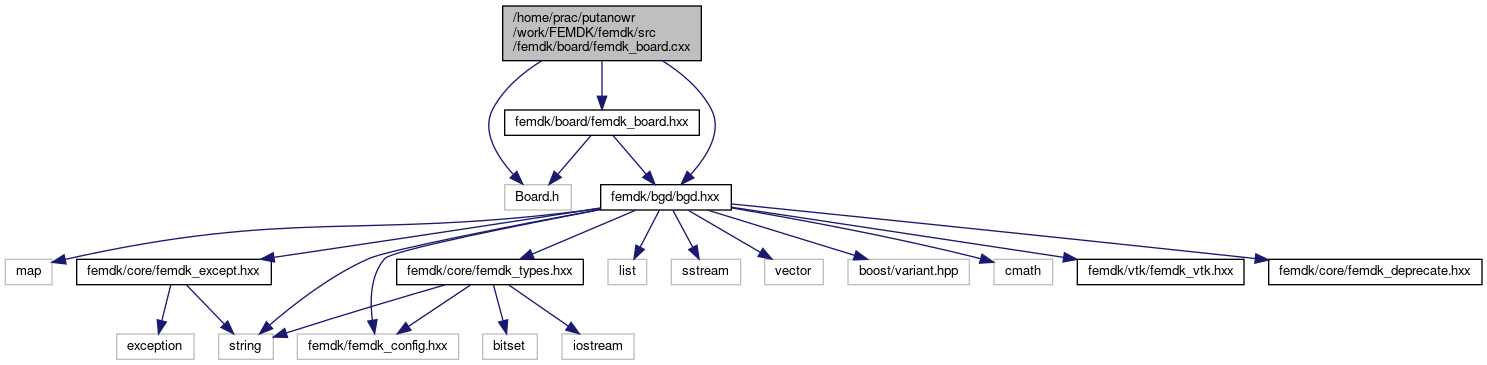 /home/prac/putanowr
/work/FEMDK/femdk/src
/femdk/board/femdk_board.cxx
femdk/board/femdk_board.hxx
Board.h
femdk/bgd/bgd.hxx
map
femdk/core/femdk_except.hxx
femdk/core/femdk_types.hxx
list
sstream
vector
boost/variant.hpp
cmath
femdk/vtk/femdk_vtk.hxx
femdk/core/femdk_deprecate.hxx
exception
string
femdk/femdk_config.hxx
bitset
iostream